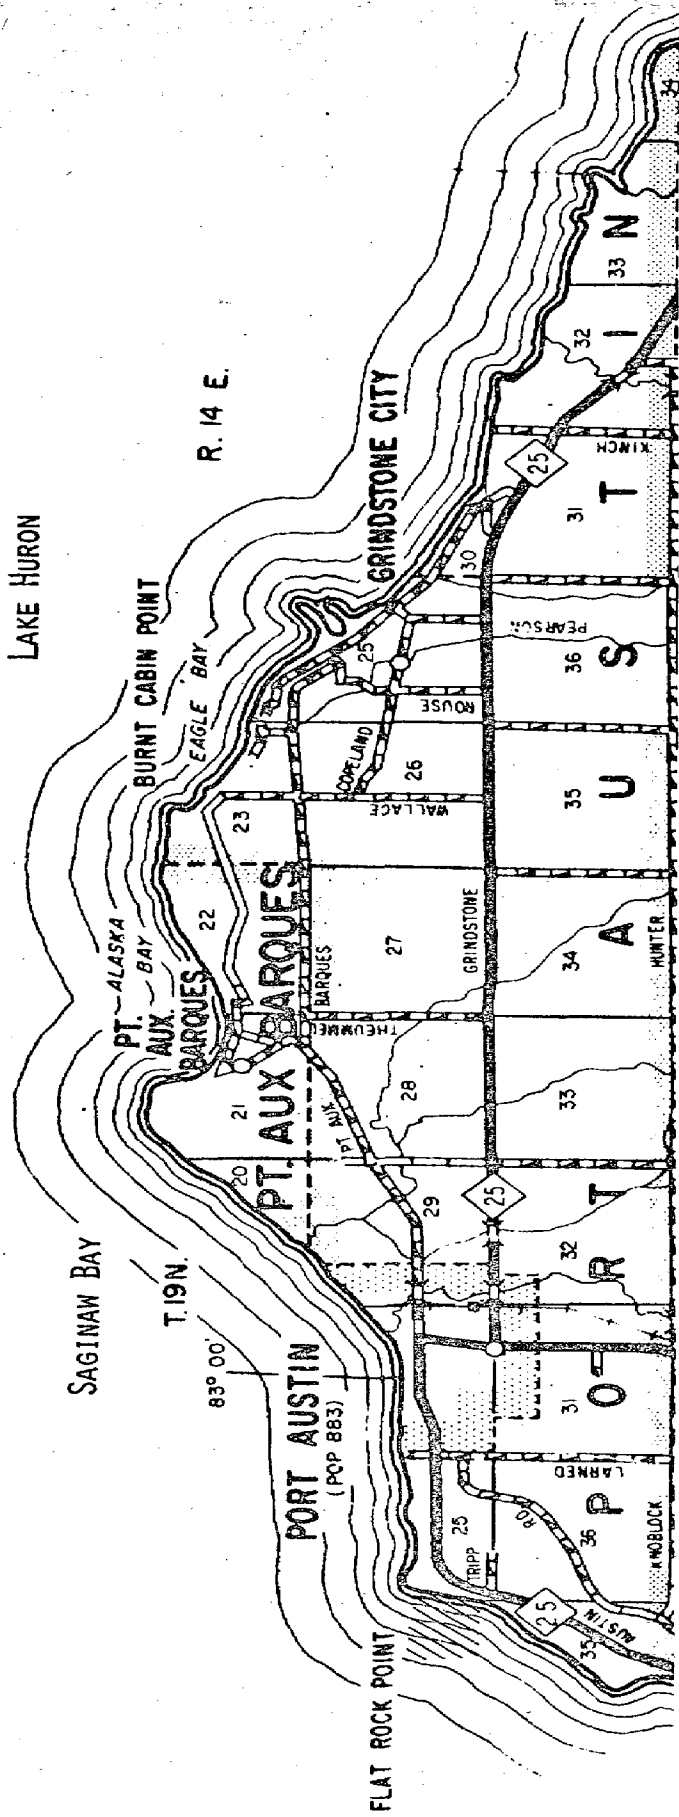 LAKE HURON
SAGINAW BAY
T.19N.
R. 14 E.
83° 00'
PORT AUSTIN
(POP 883)
FLAT ROCK POINT
PT.
AUX
BARQUES
ALASKA
BAY
BURNT CABIN POINT
EAGLE BAY
GRINDSTONE CITY
PT. AUX BARQUES
20
21
22
23
25
26
27
28
29
30
31
32
33
34
35
36
31
32
33
34
25
36
35
31
PT AUX
BARQUES
THEUMMEL
WALLACE
COPELAND
ROUSE
PEARSON
KINCH
GRINDSTONE
HUNTER
LARNED
KNOBLOCK
TRIPP
AUSTIN
RD
25
25
25
PORT AUSTIN